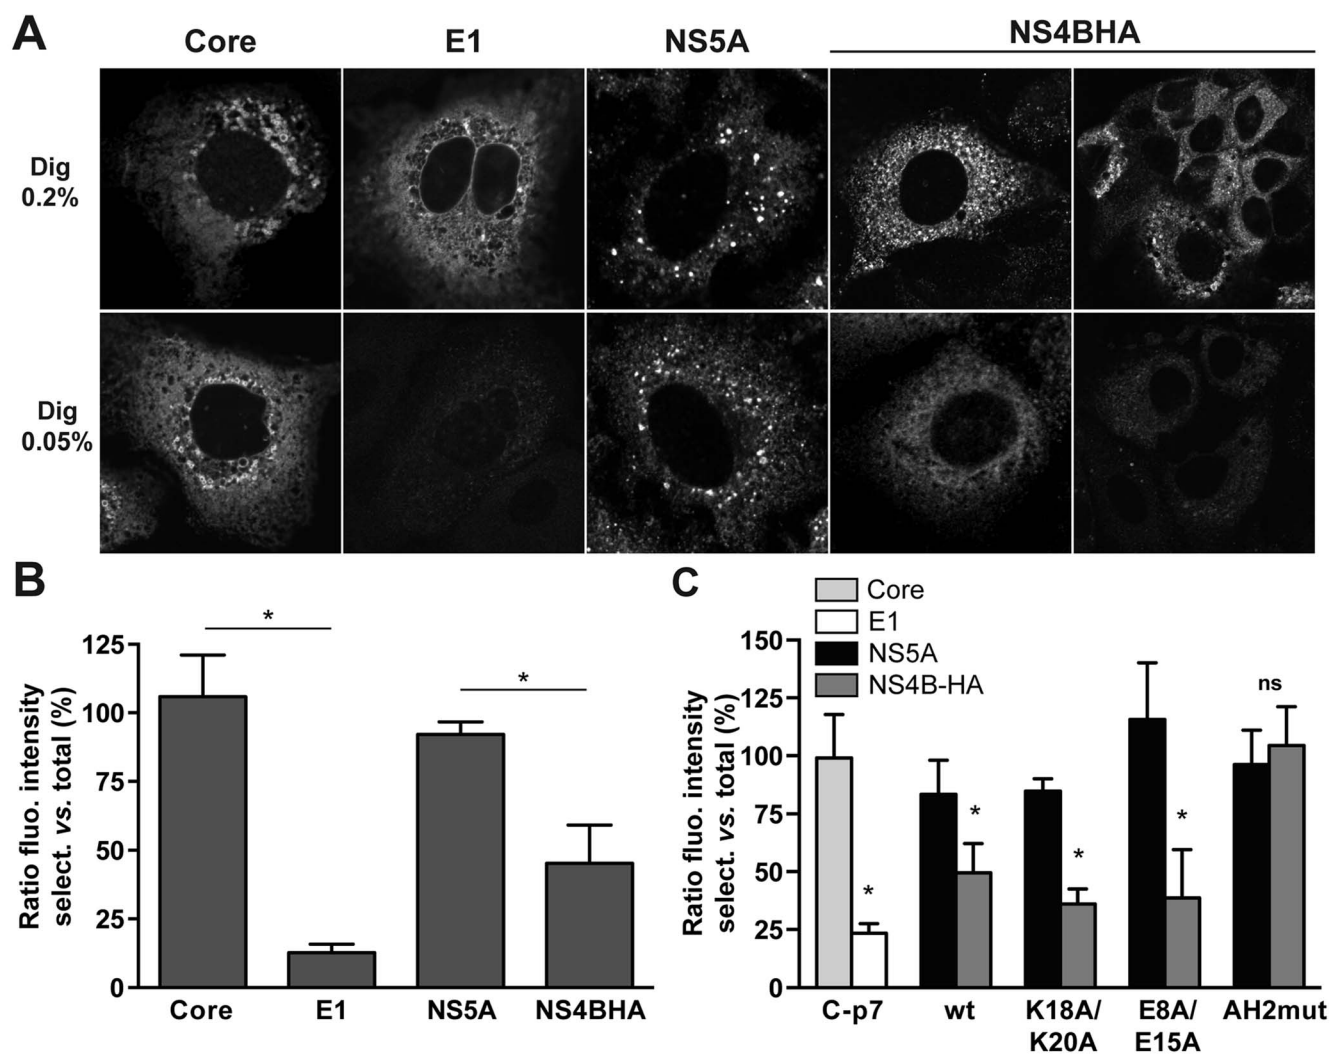 A
Core
E1
NS5A
NS4BHA
Dig
0.2%
Dig
0.05%
B
*
*
Ratio fluo. intensity
select. vs. total (%)
125
100
75
50
25
0
Core
E1
NS5A
NS4BHA
C
Core
E1
NS5A
NS4B-HA
Ratio fluo. intensity
select. vs. total (%)
150
125
100
75
50
25
0
*
*
*
*
ns
C-p7
wt
K18A/
K20A
E8A/
E15A
AH2mut